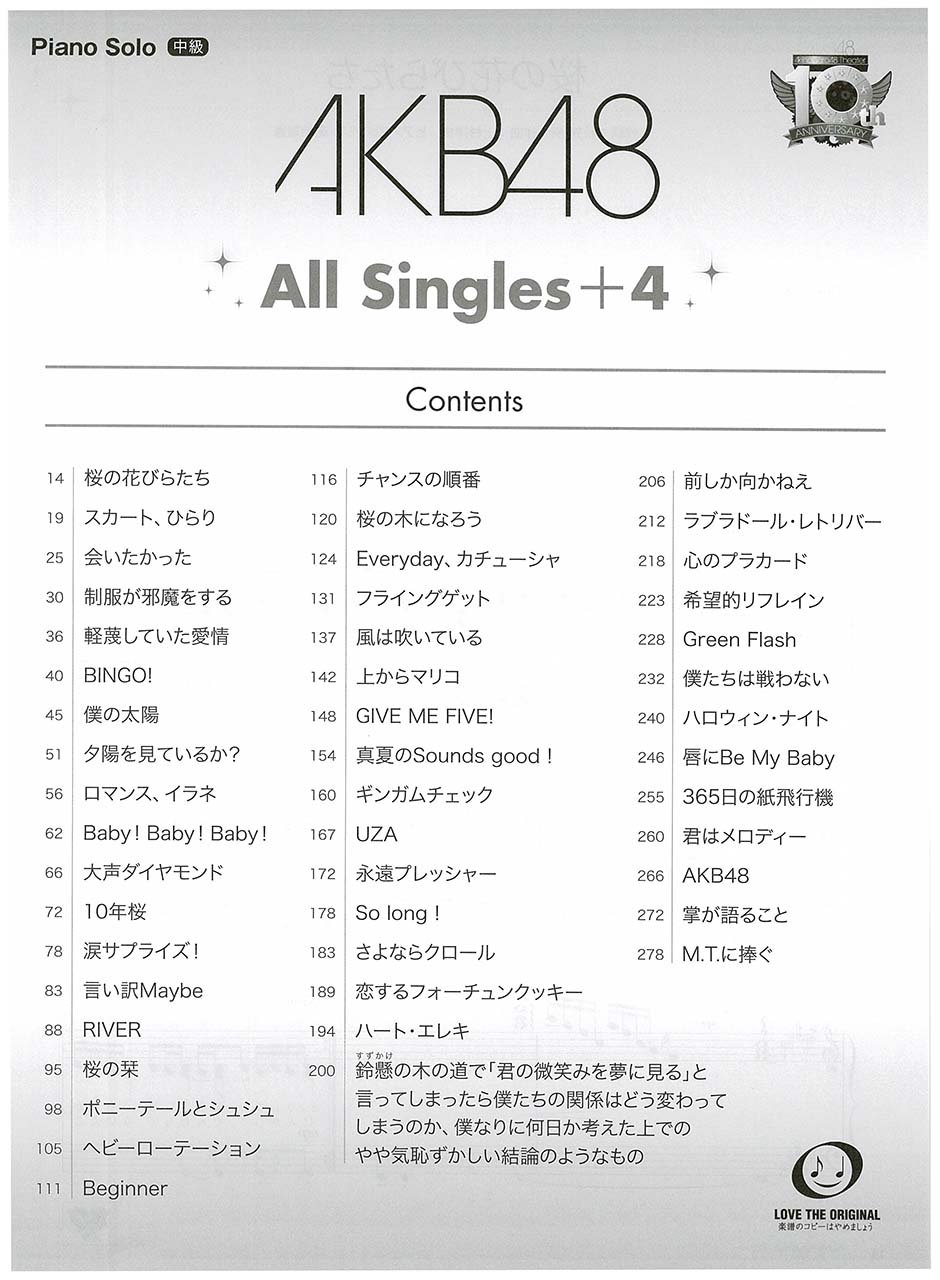 Piano Solo 中級
48
AKB48 Theater
10th
ANNIVERSARY
AKB48
All Singles+4
Contents
14 桜の花びらたち
19 スカート、ひらり
25 会いたかった
30 制服が邪魔をする
36 軽蔑していた愛情
40 BINGO!
45 僕の太陽
51 夕陽を見ているか?
56 ロマンス、イラネ
62 Baby! Baby! Baby!
66 大声ダイヤモンド
72 10年桜
78 涙サプライズ!
83 言い訳Maybe
88 RIVER
95 桜の栞
98 ポニーテールとシュシュ
105 ヘビーローテーション
111 Beginner
116 チャンスの順番
120 桜の木になろう
124 Everyday、カチューシャ
131 フライングゲット
137 風は吹いている
142 上からマリコ
148 GIVE ME FIVE!
154 真夏のSounds good !
160 ギンガムチェック
167 UZA
172 永遠プレッシャー
178 So long !
183 さよならクロール
189 恋するフォーチュンクッキー
194 ハート・エレキ
すずかけ
200 鈴懸の木の道で「君の微笑みを夢に見る」と
言ってしまったら僕たちの関係はどう変わって
しまうのか、僕なりに何日か考えた上での
やや気恥ずかしい結論のようなもの
206 前しか向かねえ
212 ラブラドール・レトリバー
218 心のプラカード
223 希望的リフレイン
228 Green Flash
232 僕たちは戦わない
240 ハロウィン・ナイト
246 唇にBe My Baby
255 365日の紙飛行機
260 君はメロディー
266 AKB48
272 掌が語ること
278 M.T.に捧ぐ
LOVE THE ORIGINAL
楽譜のコピーはやめましょう